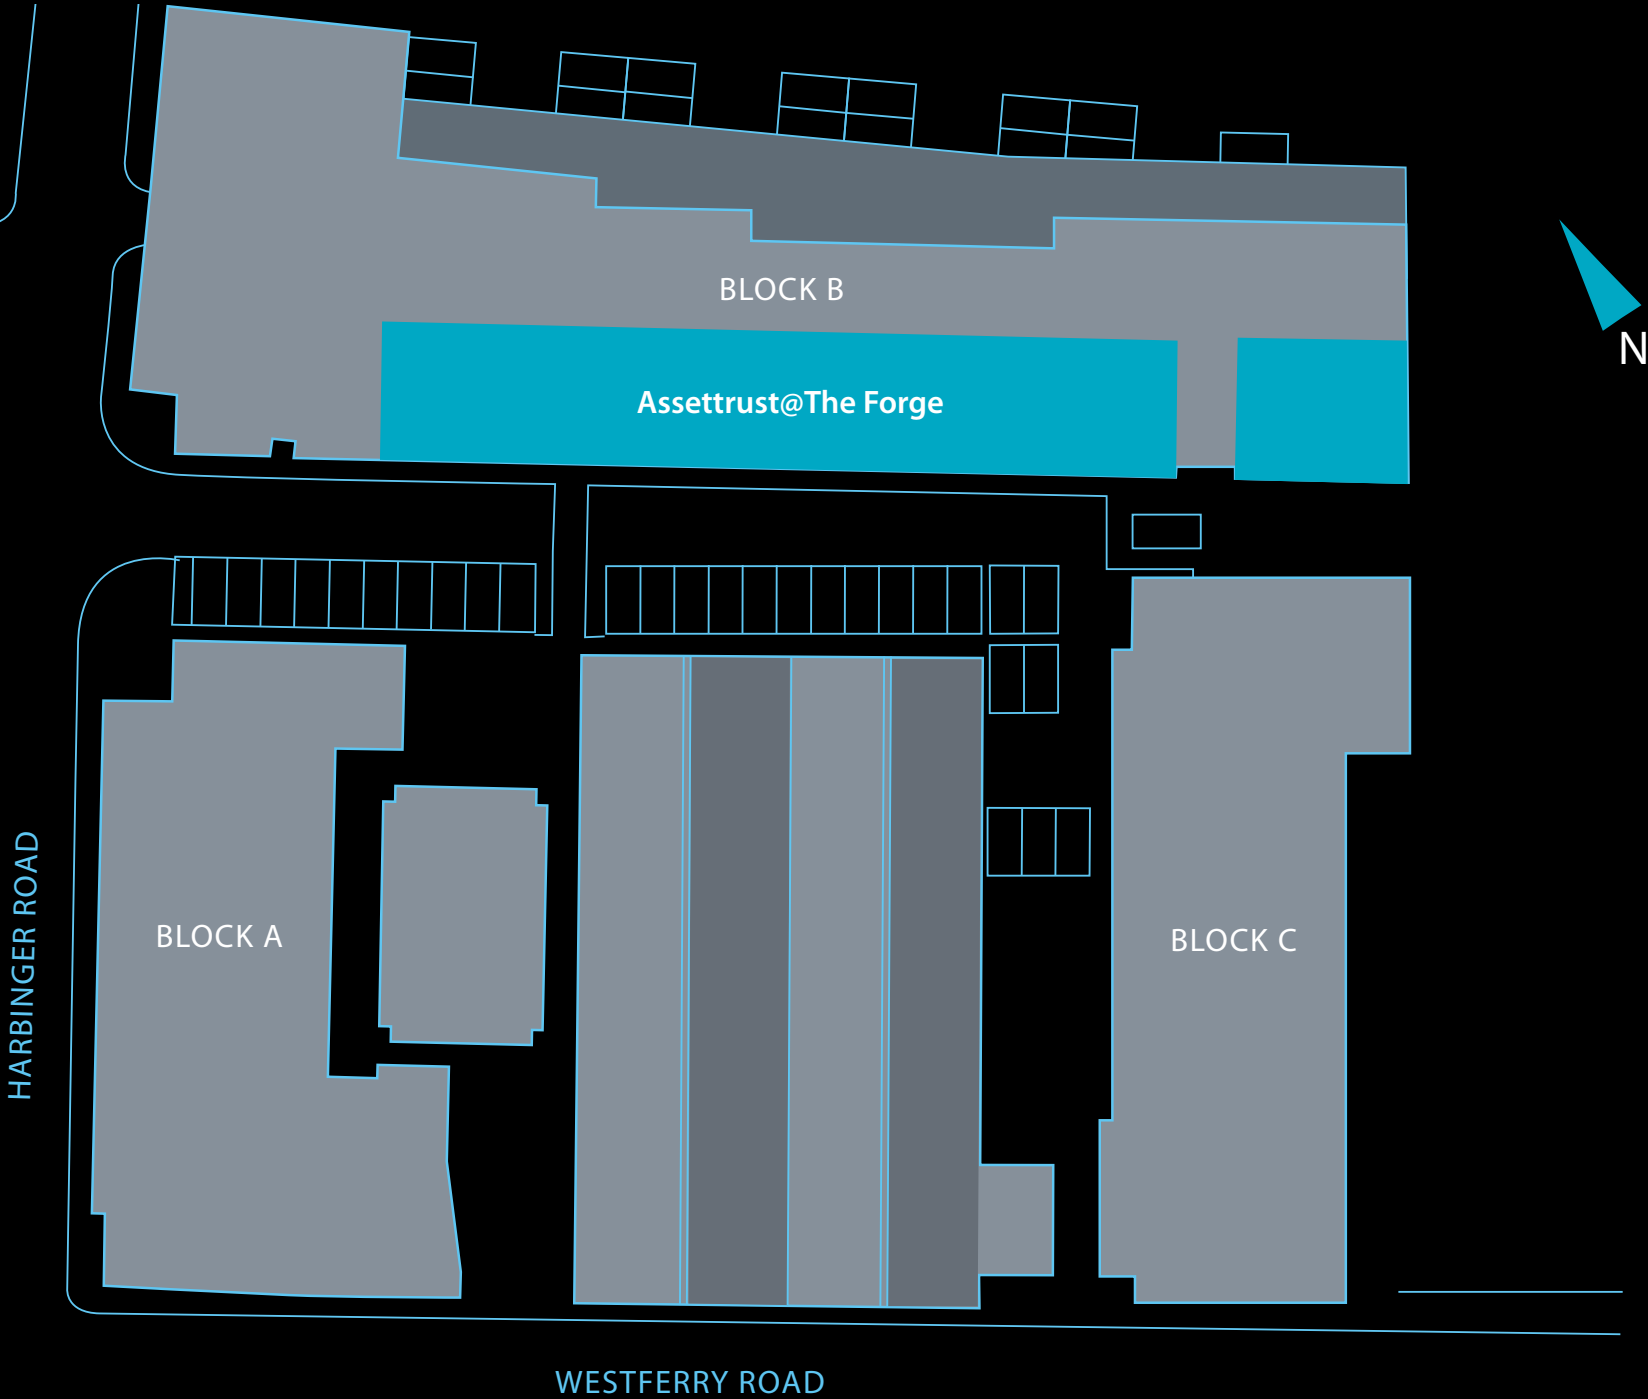 BLOCK B
N
Assettrust@The Forge
HARBINGER ROAD
BLOCK A
BLOCK C
WESTFERRY ROAD